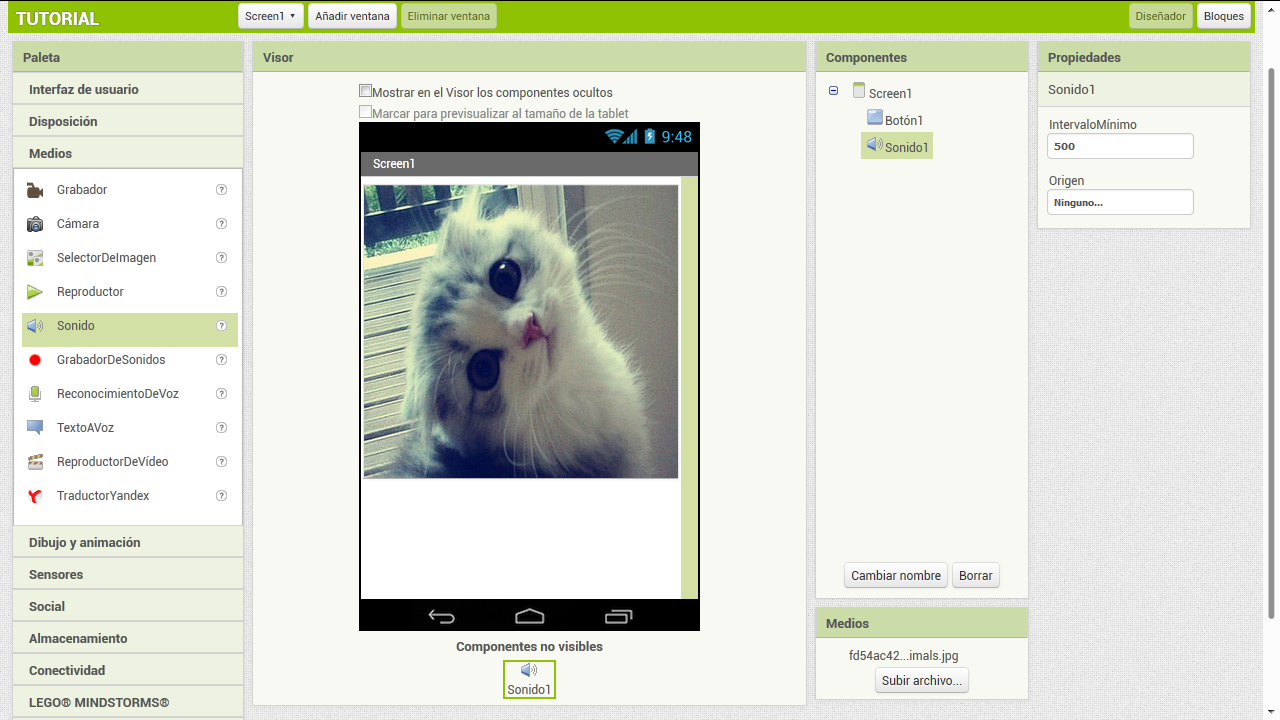 TUTORIAL
Screen1 ▾
Añadir ventana
Eliminar ventana
Diseñador
Bloques
Paleta
Interfaz de usuario
Disposición
Medios
Grabador
Cámara
SelectorDeImagen
Reproductor
Sonido
GrabadorDeSonidos
ReconocimientoDeVoz
TextoAVoz
ReproductorDeVídeo
TraductorYandex
Dibujo y animación
Sensores
Social
Almacenamiento
Conectividad
LEGO® MINDSTORMS®
Visor
Mostrar en el Visor los componentes ocultos
Marcar para previsualizar al tamaño de la tablet
9:48
Screen1
Componentes no visibles
Sonido1
Componentes
Screen1
Botón1
Sonido1
Cambiar nombre
Borrar
Medios
fd54ac42...imals.jpg
Subir archivo...
Propiedades
Sonido1
IntervaloMínimo
500
Origen
Ninguno...